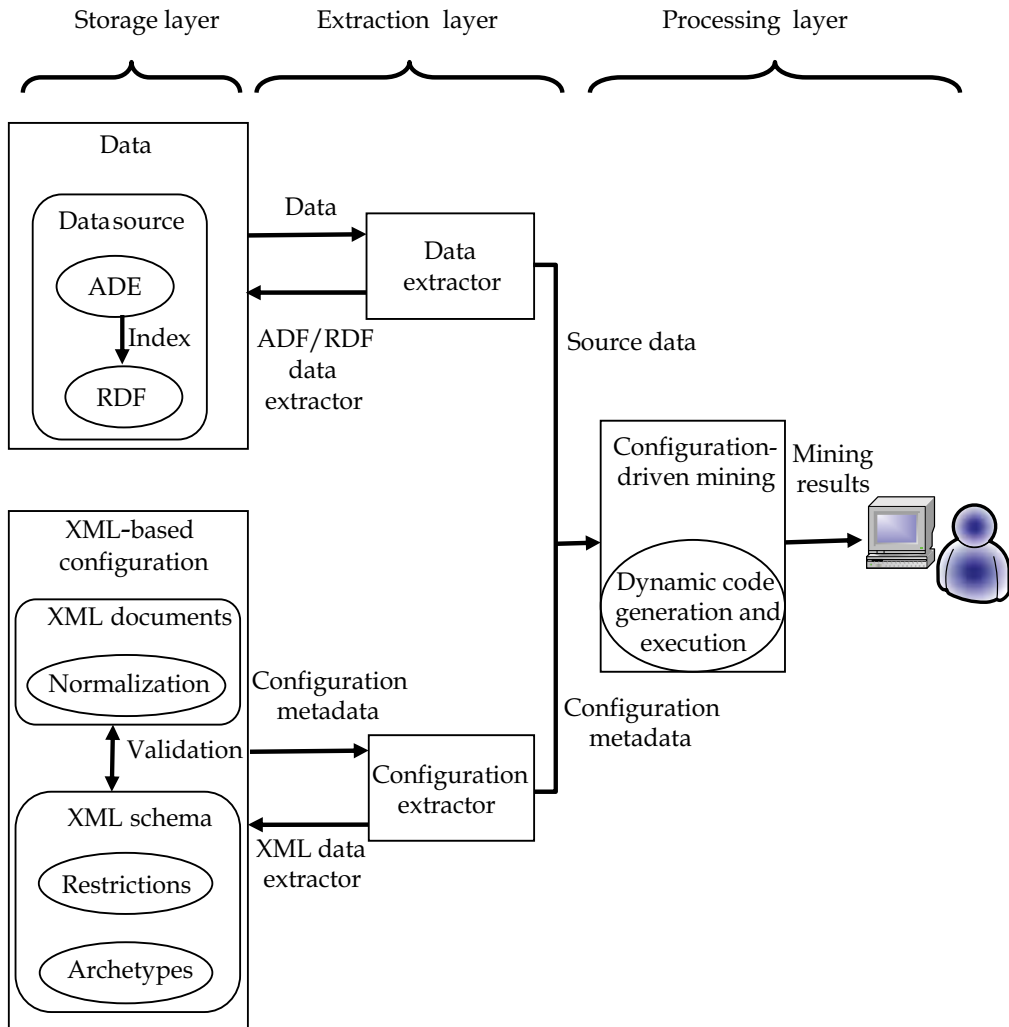 Storage layer
Extraction layer
Processing layer
Data
Datasource
ADE
Index
RDF
Data
Data
extractor
ADF/RDF
data
extractor
Source data
Configuration-
driven mining
Dynamic code
generation and
execution
Mining
results
XML-based
configuration
XML documents
Normalization
Validation
XML schema
Restrictions
Archetypes
Configuration
metadata
Configuration
extractor
XML data
extractor
Configuration
metadata